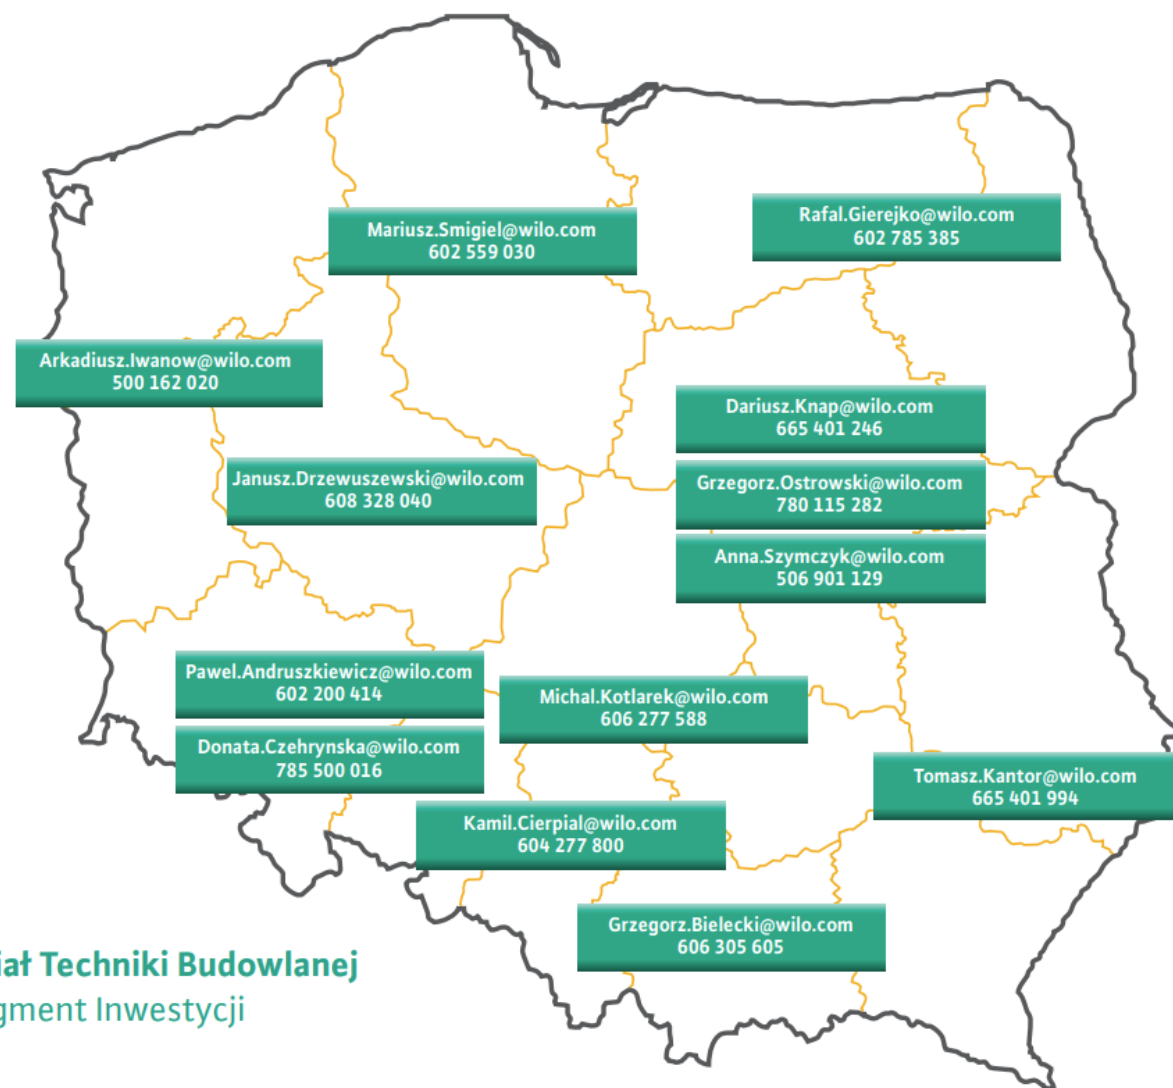 Mariusz.Smigiel@wilo.com
602 559 030
Rafal.Gierejko@wilo.com
602 785 385
Arkadiusz.Iwanow@wilo.com
500 162 020
Dariusz.Knap@wilo.com
665 401 246
Janusz.Drzewuszewski@wilo.com
608 328 040
Grzegorz.Ostrowski@wilo.com
780 115 282
Anna.Szymczyk@wilo.com
506 901 129
Pawel.Andruszkiewicz@wilo.com
602 200 414
Michal.Kotlarek@wilo.com
606 277 588
Donata.Czehrynska@wilo.com
785 500 016
Tomasz.Kantor@wilo.com
665 401 994
Kamil.Cierpial@wilo.com
604 277 800
Grzegorz.Bielecki@wilo.com
606 305 605
iał Techniki Budowlanej
gment Inwestycji